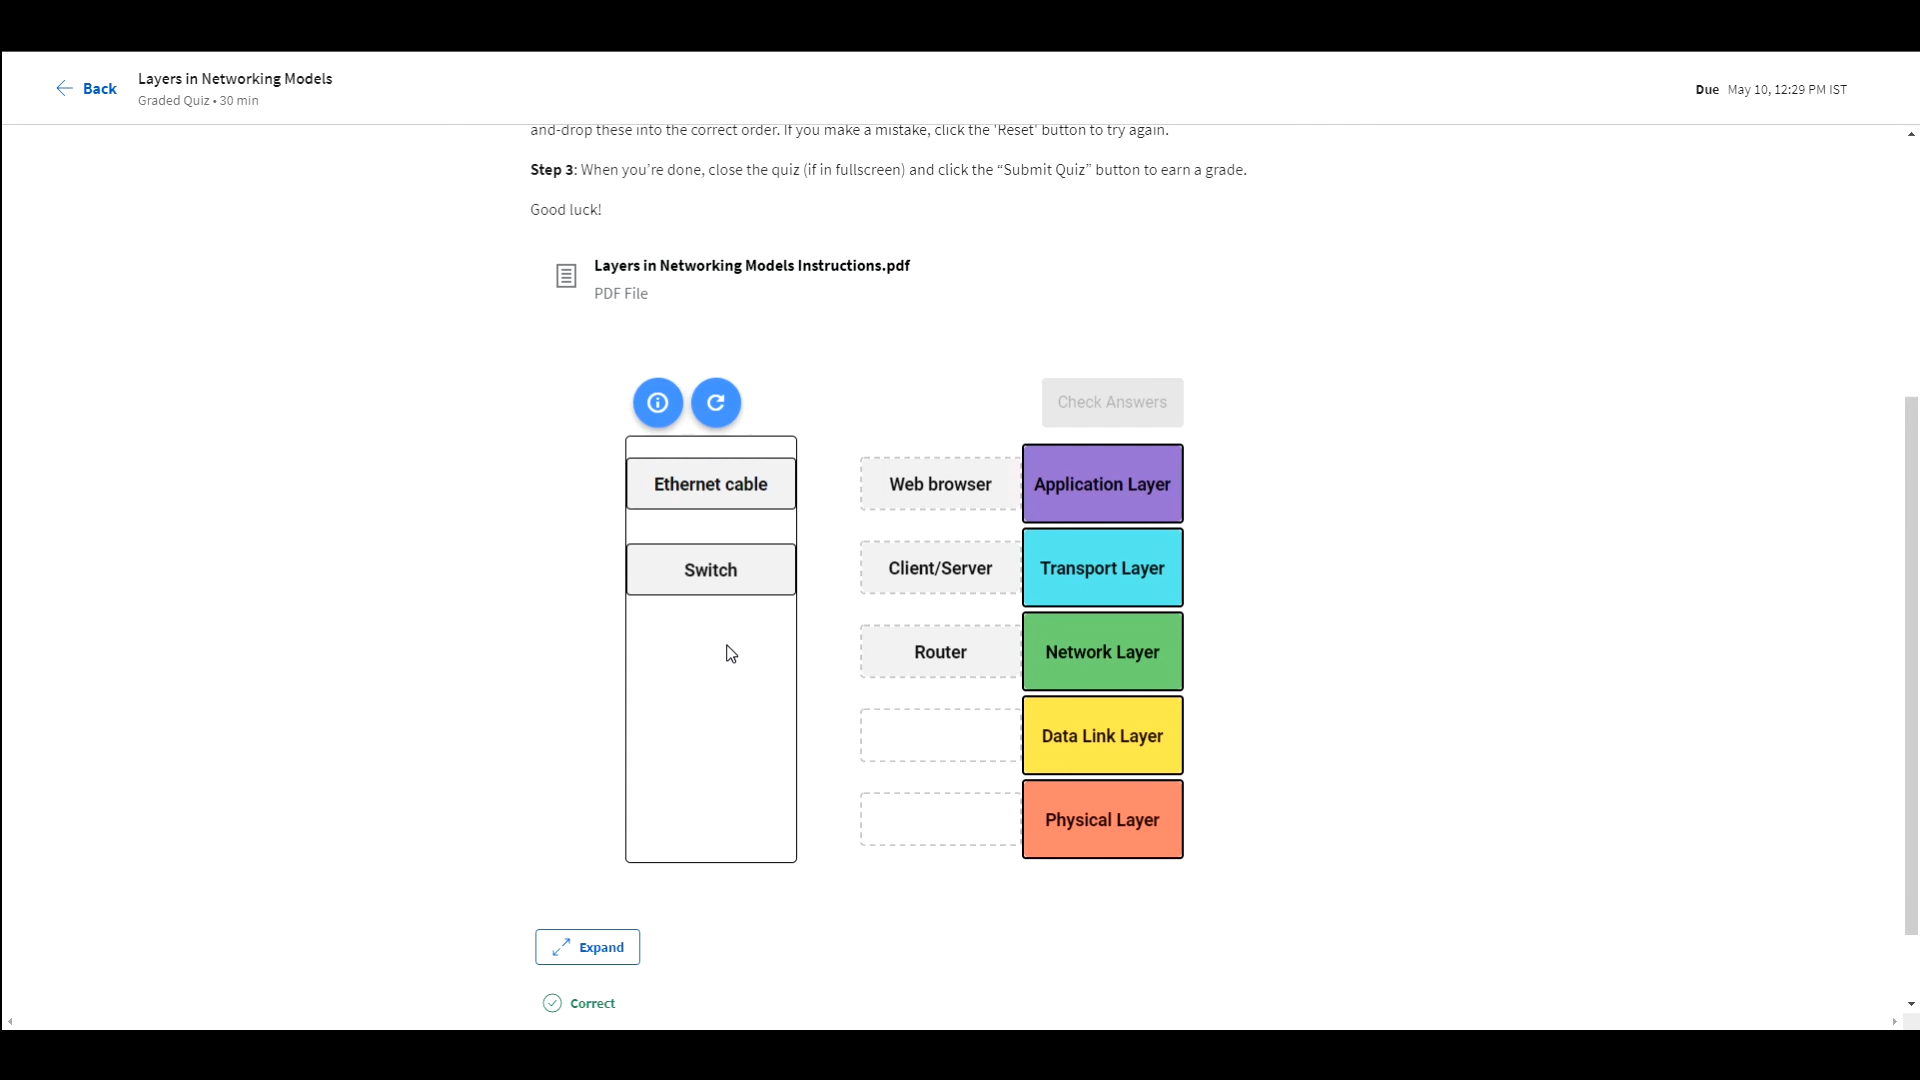 Back
Layers in Networking Models
Graded Quiz • 30 min
Due May 10, 12:29 PM IST
and-drop these into the correct order. If you make a mistake, click the 'Reset' button to try again.
Step 3: When you’re done, close the quiz (if in fullscreen) and click the “Submit Quiz” button to earn a grade.
Good luck!
Layers in Networking Models Instructions.pdf
PDF File
Check Answers
Ethernet cable
Switch
Web browser
Application Layer
Client/Server
Transport Layer
Router
Network Layer
Data Link Layer
Physical Layer
Expand
Correct